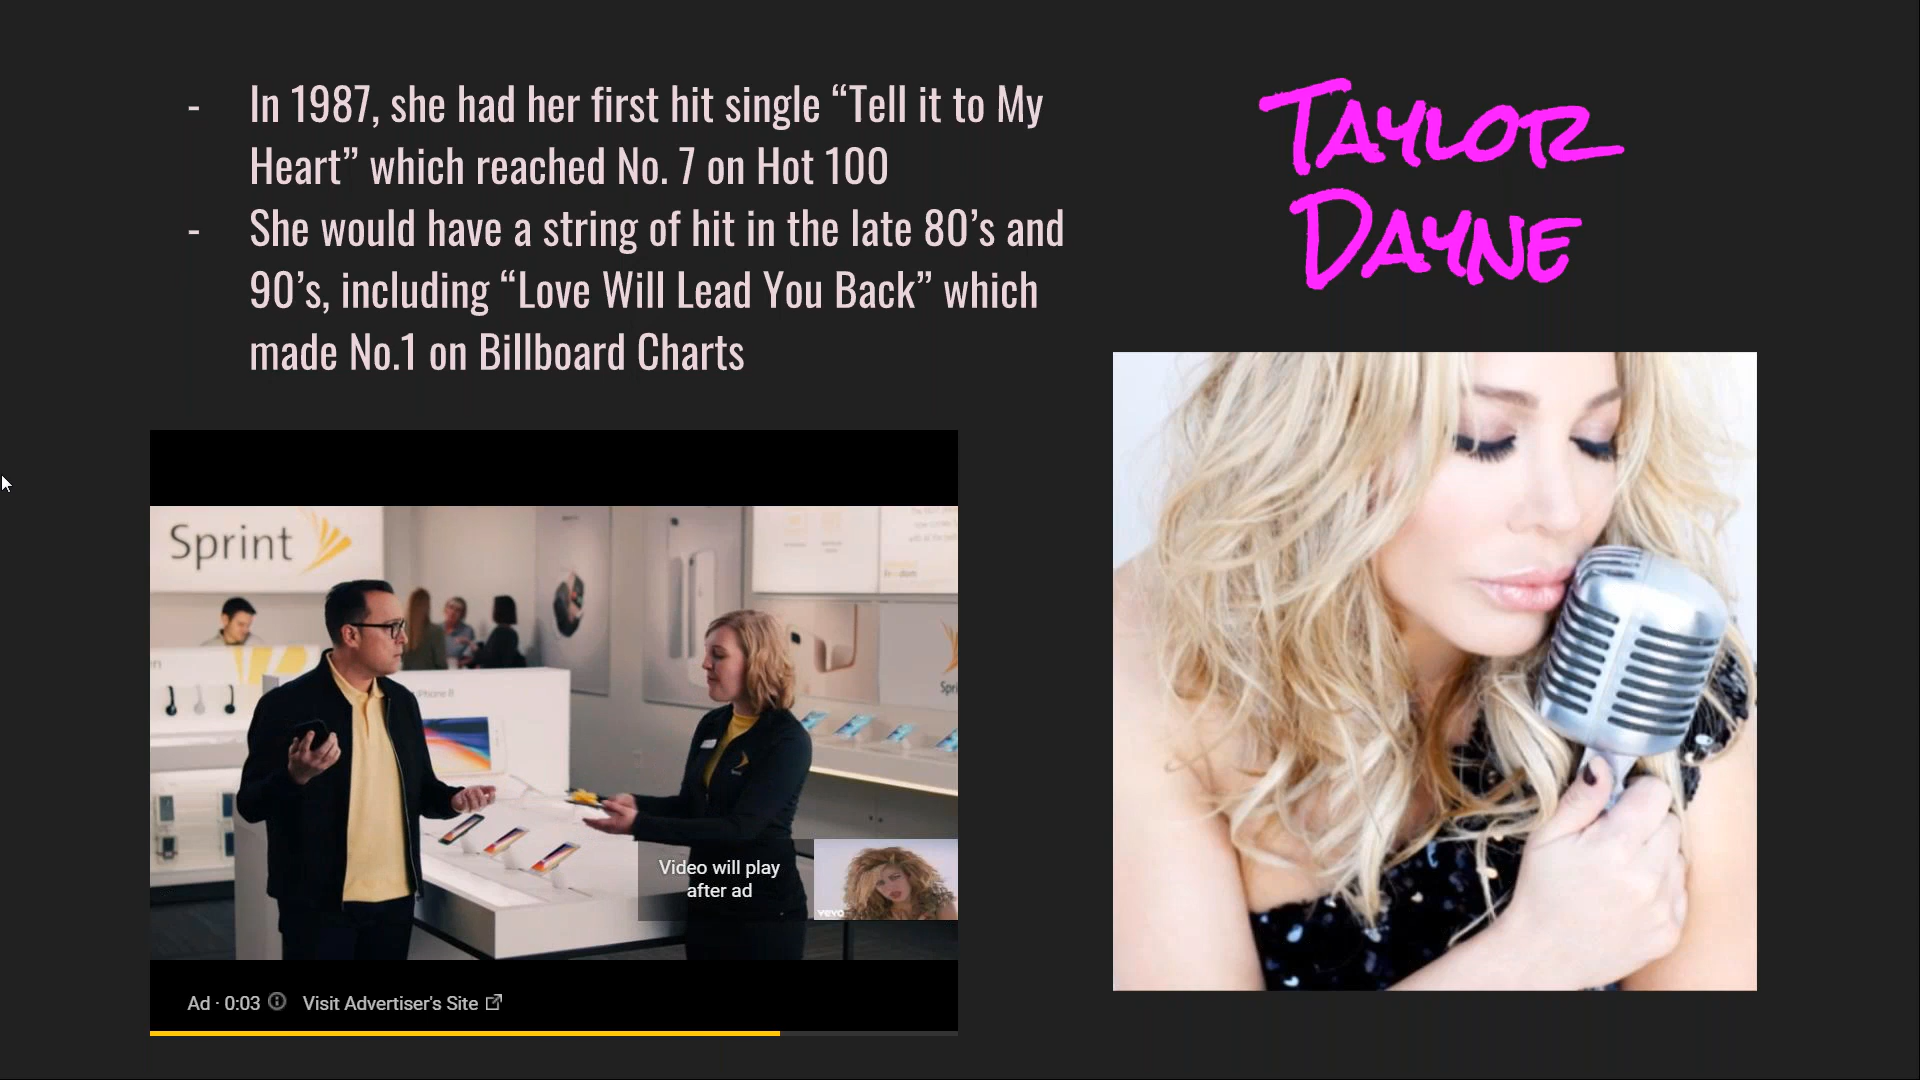 - In 1987, she had her first hit single “Tell it to My
Heart” which reached No. 7 on Hot 100
- She would have a string of hit in the late 80’s and
90’s, including “Love Will Lead You Back” which
made No.1 on Billboard Charts
TAYLOR
DAYNE
Sprint
iPhone 8
Video will play
after ad
vevo
Ad · 0:03 Visit Advertiser's Site